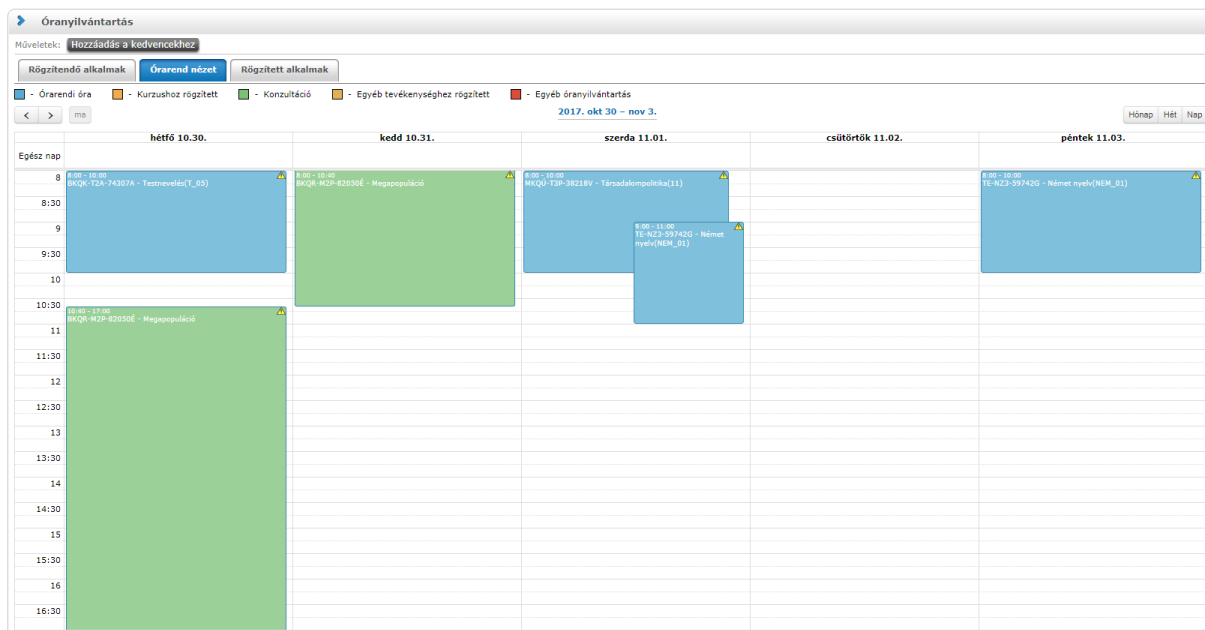 Óranyilvántartás
Műveletek: Hozzáadás a kedvencekhez
Rögzítendő alkalmak Órarend nézet Rögzített alkalmak
- Órarendi óra - Kurzushoz rögzített - Konzultáció - Egyéb tevékenységhez rögzített - Egyéb óranyilvántartás
< > ma 2017. okt 30 – nov 3. Hónap Hét Nap
hétfő 10.30. kedd 10.31. szerda 11.01. csütörtök 11.02. péntek 11.03.
Egész nap
8 8:00 - 10:00 8:00 - 10:40 8:00 - 10:00 8:00 - 10:00
BKQK-T2A-74307A - Testnevelés(T_05) BKQR-M2P-82050É - Megapopuláció MKQÜ-T3P-38218V - Társadalompolitika(11) TE-NZ3-59742G - Német nyelv(NEM_01)
8:30
9 9:00 - 11:00
TE-NZ3-59742G - Német
nyelv(NEM_01)
9:30
10
10:30 10:40 - 17:00
BKQR-M2P-82050É - Megapopuláció
11
11:30
12
12:30
13
13:30
14
14:30
15
15:30
16
16:30